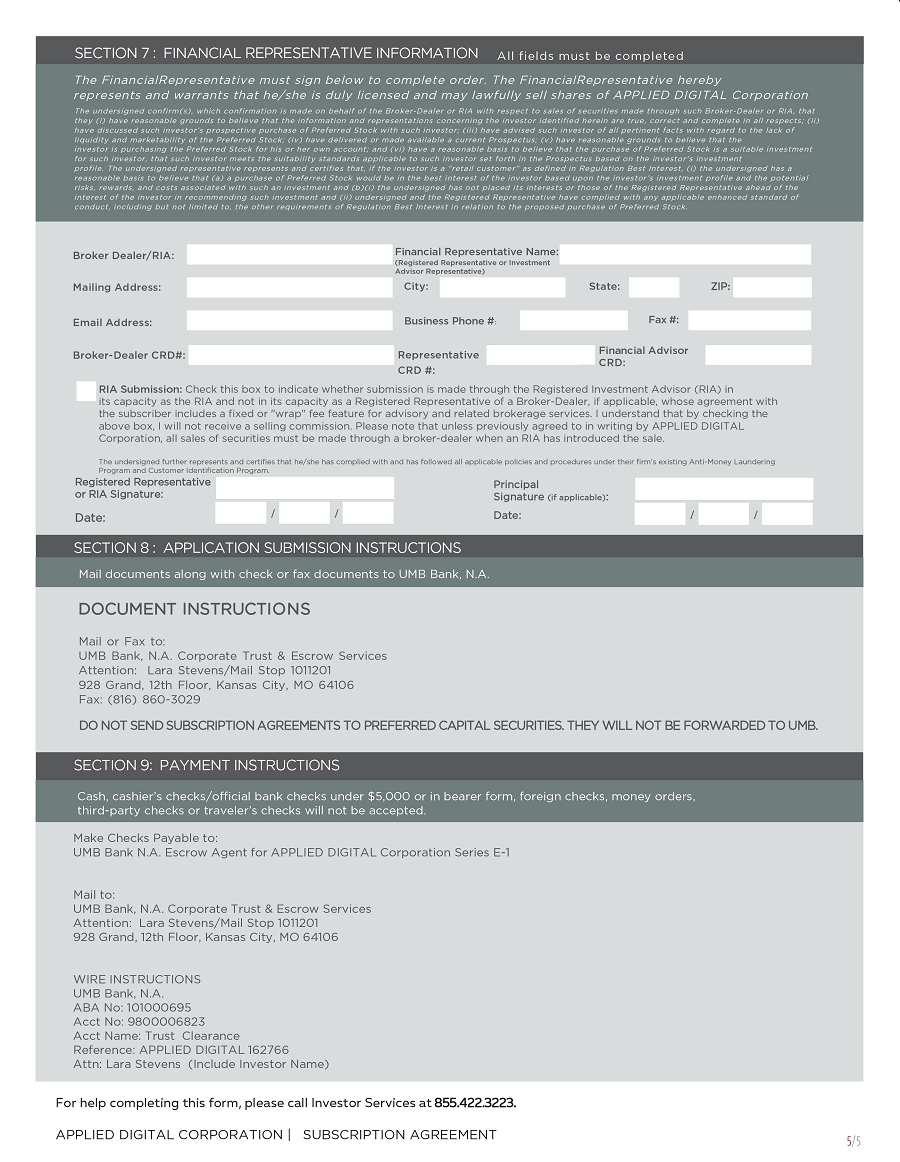 SECTION 7 : FINANCIAL REPRESENTATIVE INFORMATION All fields must be completed
The FinancialRepresentative must sign below to complete order. The FinancialRepresentative hereby
represents and warrants that he/she is duly licensed and may lawfully sell shares of APPLIED DIGITAL Corporation
The undersigned confirm(s), which confirmation is made on behalf of the Broker-Dealer or RIA with respect to sales of securities made through such Broker-Dealer or RIA, that
they (i) have reasonable grounds to believe that the information and representations concerning the investor identified herein are true, correct and complete in all respects; (ii)
have discussed such investor's prospective purchase of Preferred Stock with such investor; (iii) have advised such investor of all pertinent facts with regard to the lack of
liquidity and marketability of the Preferred Stock; (iv) have delivered or made available a current Prospectus; (v) have reasonable grounds to believe that the
investor is purchasing the Preferred Stock for his or her own account; and (vi) have a reasonable basis to believe that the purchase of Preferred Stock is a suitable investment
for such investor, that such investor meets the suitability standards applicable to such investor set forth in the Prospectus based on the investor's investment
profile. The undersigned representative represents and certifies that, if the investor is a "retail customer" as defined in Regulation Best Interest, (i) the undersigned has a
reasonable basis to believe that (a) a purchase of Preferred Stock would be in the best interest of the investor based upon the investor's investment profile and the potential
risks, rewards, and costs associated with such an investment and (b)(i) the undersigned has not placed its interests or those of the Registered Representative ahead of the
interest of the investor in recommending such investment and (ii) undersigned and the Registered Representative have complied with any applicable enhanced standard of
conduct, including but not limited to, the other requirements of Regulation Best Interest in relation to the proposed purchase of Preferred Stock.
Broker Dealer/RIA: Financial Representative Name:
(Registered Representative or Investment
Advisor Representative)
Mailing Address: City: State: ZIP:
Email Address: Business Phone #: Fax #:
Broker-Dealer CRD#: Representative
CRD #: Financial Advisor
CRD:
RIA Submission: Check this box to indicate whether submission is made through the Registered Investment Advisor (RIA) in
its capacity as the RIA and not in its capacity as a Registered Representative of a Broker-Dealer, if applicable, whose agreement with
the subscriber includes a fixed or "wrap" fee feature for advisory and related brokerage services. I understand that by checking the
above box, I will not receive a selling commission. Please note that unless previously agreed to in writing by APPLIED DIGITAL
Corporation, all sales of securities must be made through a broker-dealer when an RIA has introduced the sale.
The undersigned further represents and certifies that he/she has complied with and has followed all applicable policies and procedures under their firm's existing Anti-Money Laundering
Program and Customer Identification Program.
Registered Representative
or RIA Signature:
Principal
Signature (if applicable):
Date: / / Date: / /
SECTION 8 : APPLICATION SUBMISSION INSTRUCTIONS
Mail documents along with check or fax documents to UMB Bank, N.A.
DOCUMENT INSTRUCTIONS
Mail or Fax to:
UMB Bank, N.A. Corporate Trust & Escrow Services
Attention: Lara Stevens/Mail Stop 1011201
928 Grand, 12th Floor, Kansas City, MO 64106
Fax: (816) 860-3029
DO NOT SEND SUBSCRIPTION AGREEMENTS TO PREFERRED CAPITAL SECURITIES. THEY WILL NOT BE FORWARDED TO UMB.
SECTION 9: PAYMENT INSTRUCTIONS
Cash, cashier's checks/official bank checks under $5,000 or in bearer form, foreign checks, money orders,
third-party checks or traveler's checks will not be accepted.
Make Checks Payable to:
UMB Bank N.A. Escrow Agent for APPLIED DIGITAL Corporation Series E-1
Mail to:
UMB Bank, N.A. Corporate Trust & Escrow Services
Attention: Lara Stevens/Mail Stop 1011201
928 Grand, 12th Floor, Kansas City, MO 64106
WIRE INSTRUCTIONS
UMB Bank, N.A.
ABA No: 101000695
Acct No: 9800006823
Acct Name: Trust Clearance
Reference: APPLIED DIGITAL 162766
Attn: Lara Stevens (Include Investor Name)
For help completing this form, please call Investor Services at 855.422.3223.
APPLIED DIGITAL CORPORATION | SUBSCRIPTION AGREEMENT
5/5